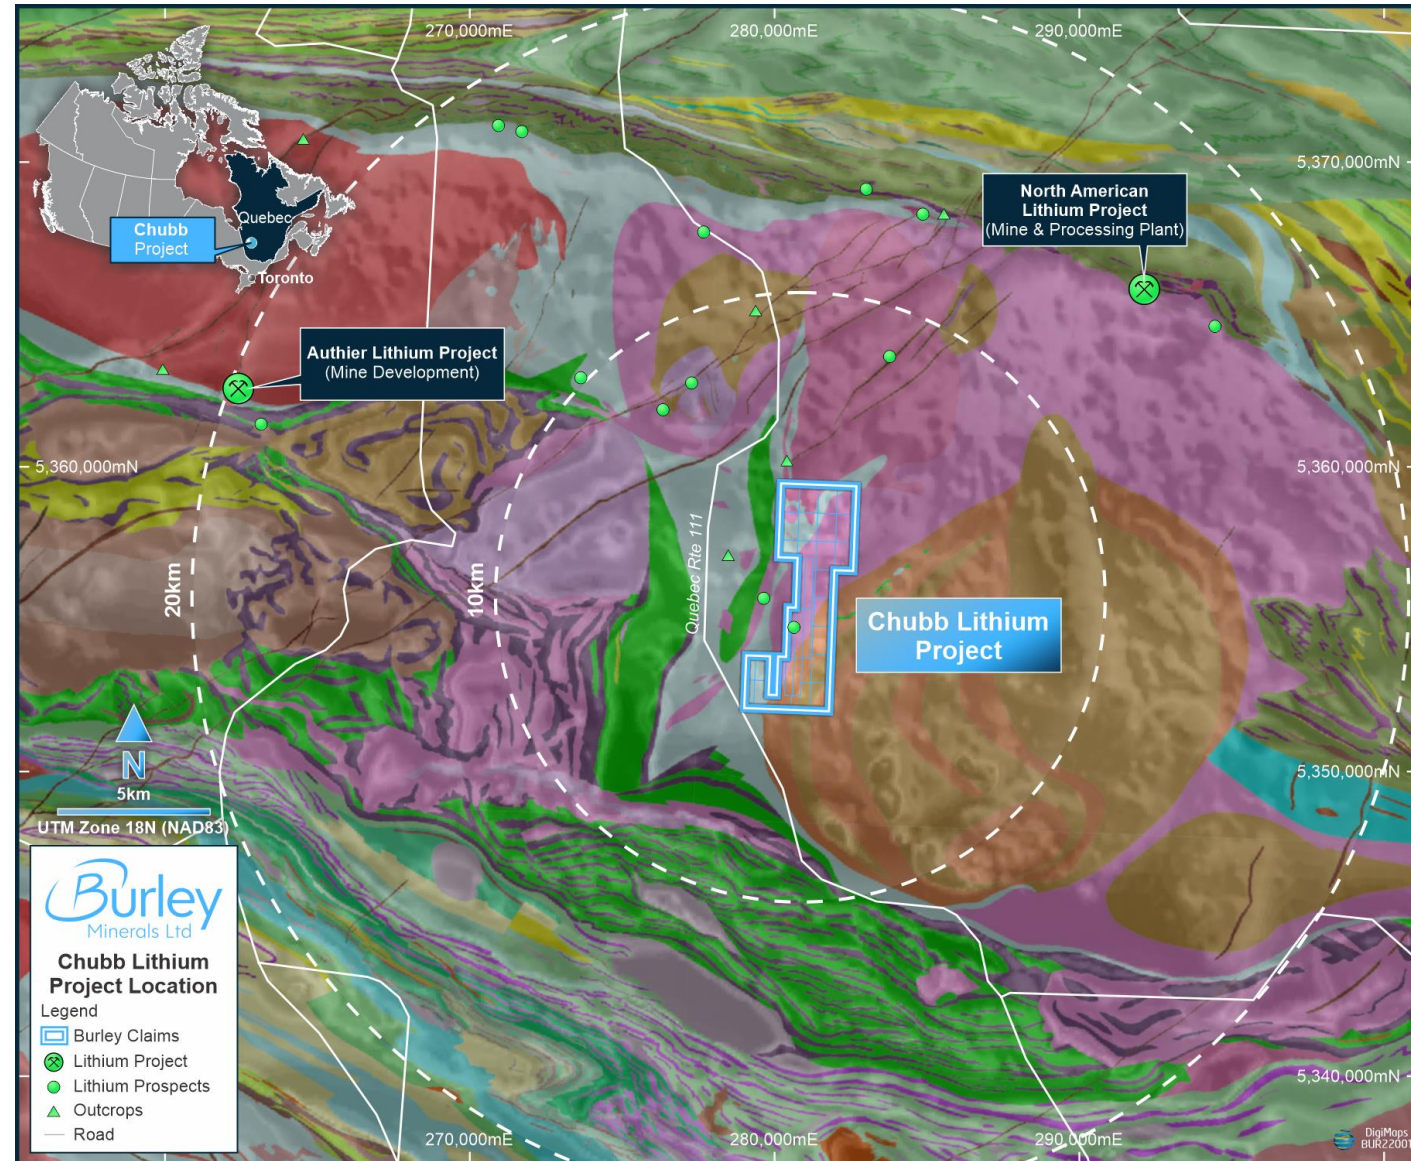 270,000mE
280,000mE
290,000mE
5,370,000mN
North American
Lithium Project
(Mine & Processing Plant)
Quebec
Chubb
Project
Toronto
Authier Lithium Project
(Mine Development)
5,360,000mN
5,360,000mN
20km
10km
Quebec Rte 111
Chubb Lithium
Project
N
5km
UTM Zone 18N (NAD83)
5,350,000mN
Burley
Minerals Ltd
Chubb Lithium
Project Location
Legend
Burley Claims
Lithium Project
Lithium Prospects
Outcrops
Road
5,340,000mN
270,000mE
280,000mE
290,000mE
DigiMaps
BUR22001